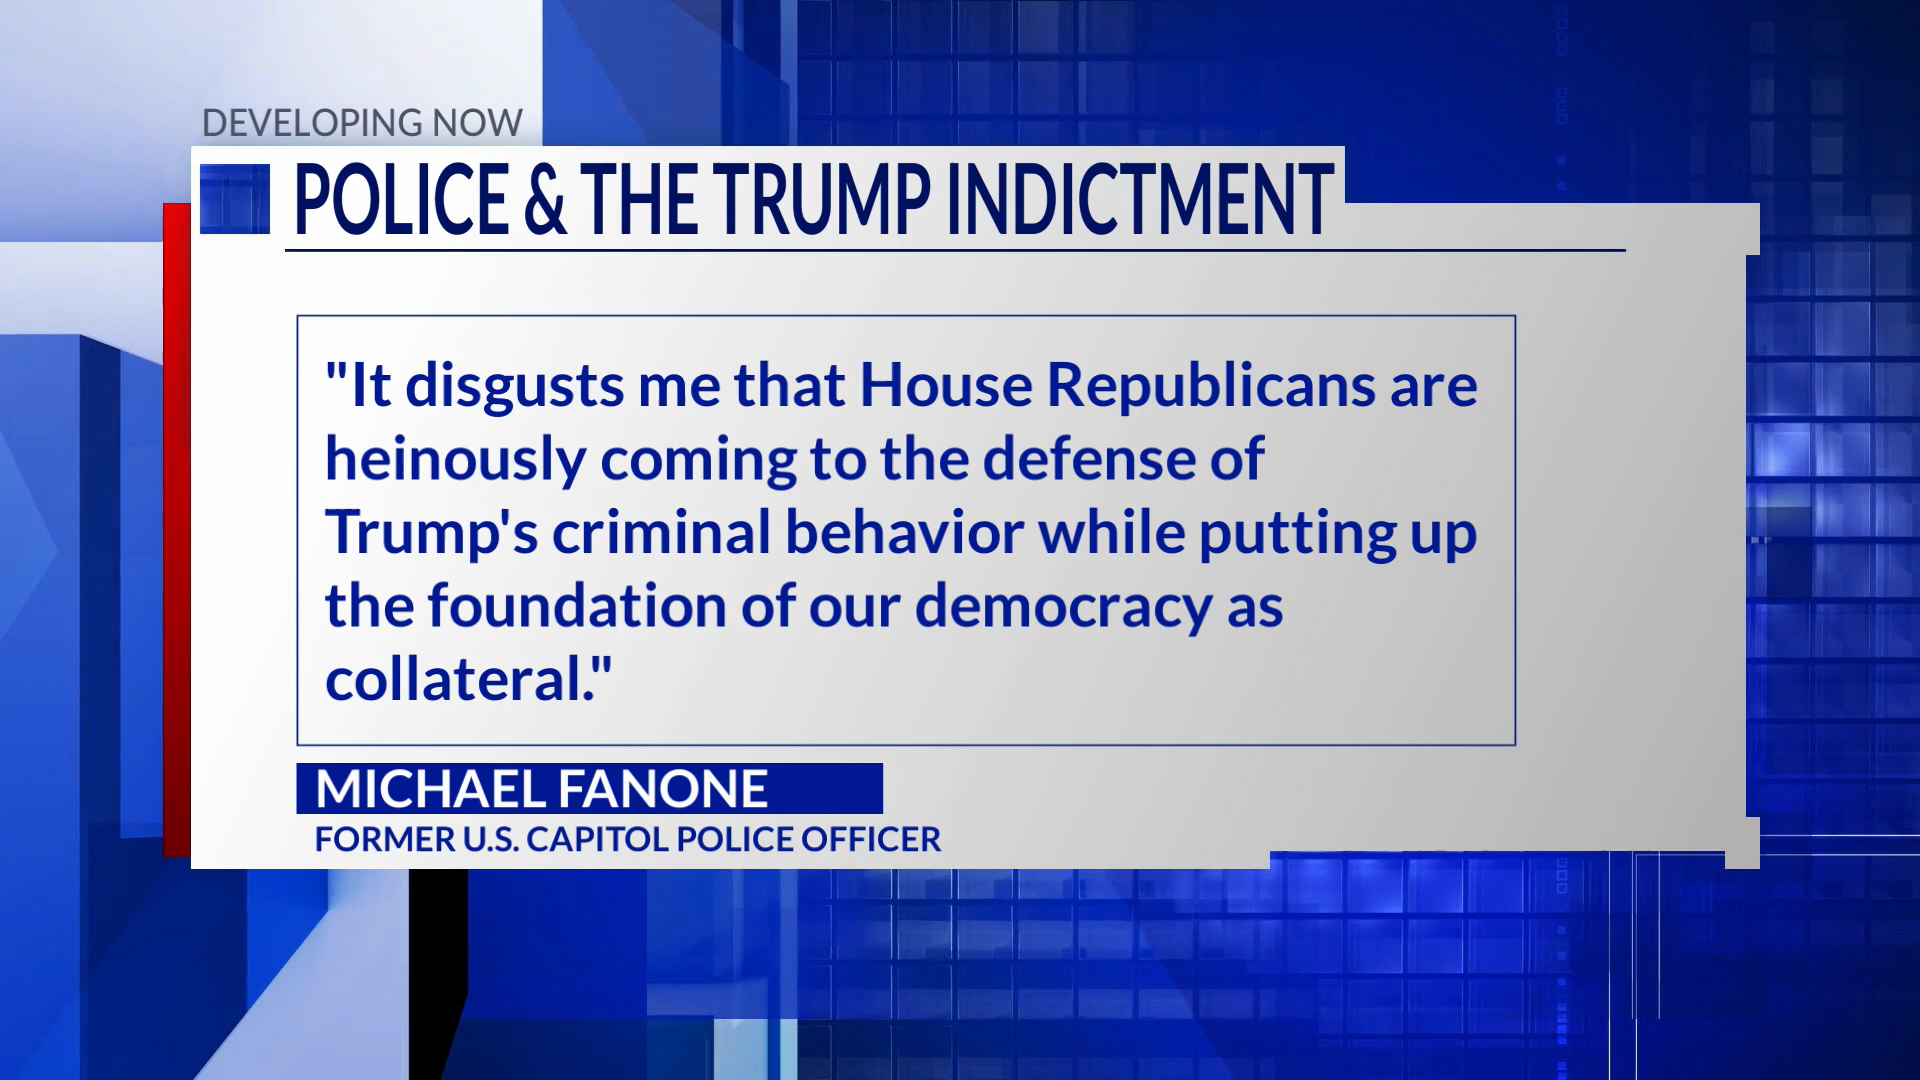 DEVELOPING NOW
POLICE & THE TRUMP INDICTMENT
"It disgusts me that House Republicans are
heinously coming to the defense of
Trump's criminal behavior while putting up
the foundation of our democracy as
collateral."
MICHAEL FANONE
FORMER U.S. CAPITOL POLICE OFFICER